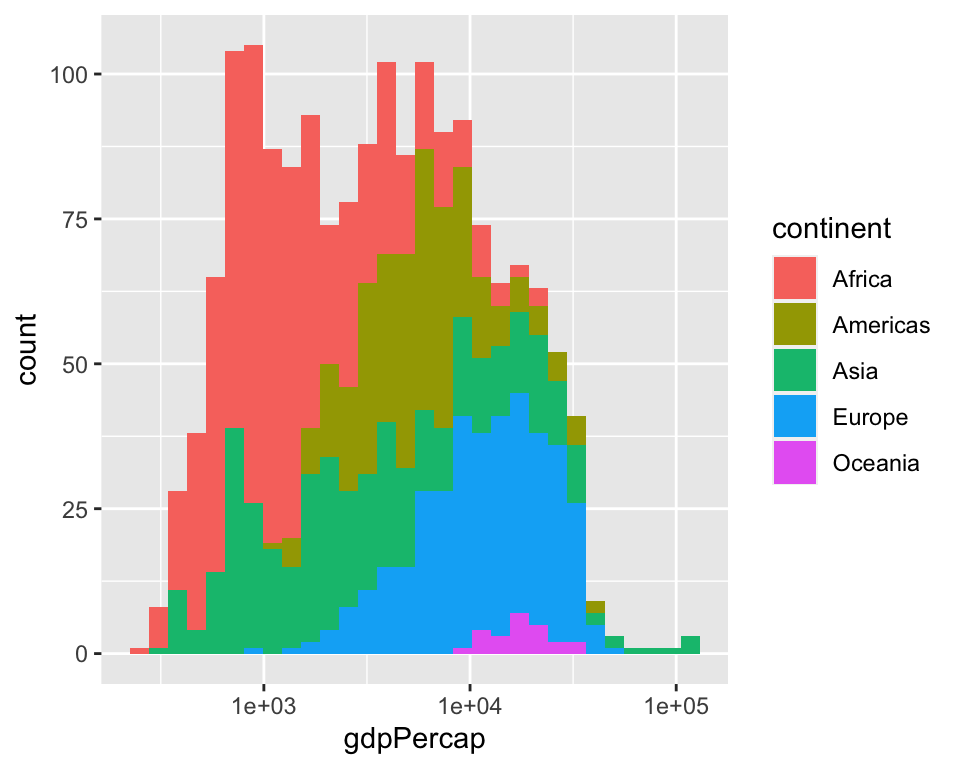 100
75
50
25
0
count
1e+03
1e+04
1e+05
gdpPercap
continent
Africa
Americas
Asia
Europe
Oceania